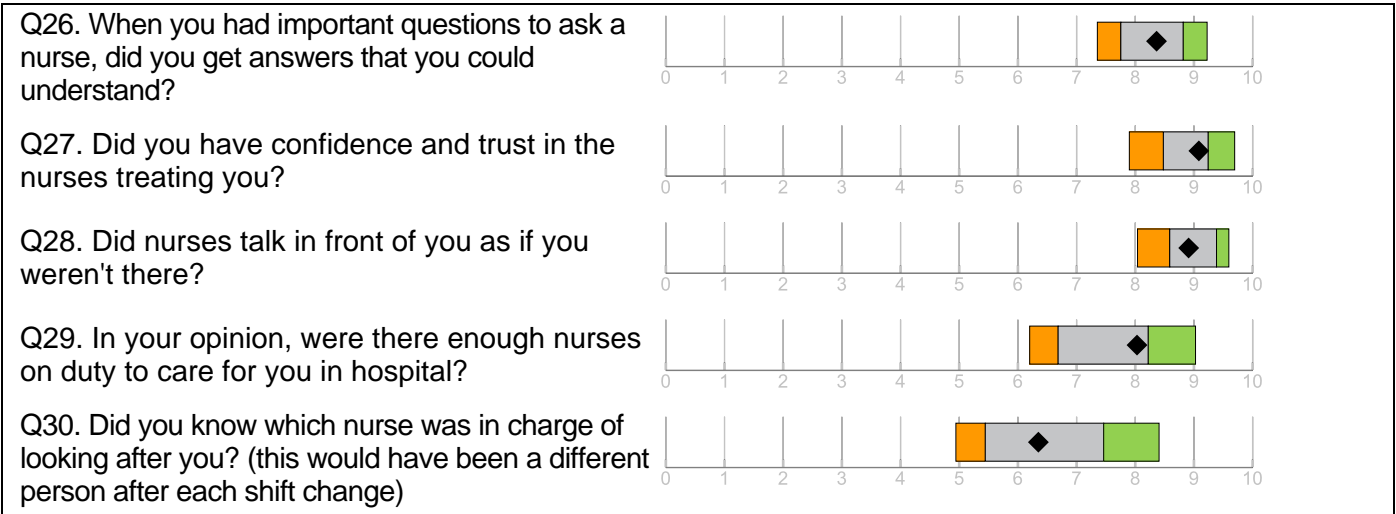 Q26. When you had important questions to ask a
nurse, did you get answers that you could
understand?
0 1 2 3 4 5 6 7 8 9 10
Q27. Did you have confidence and trust in the
nurses treating you?
0 1 2 3 4 5 6 7 8 9 10
Q28. Did nurses talk in front of you as if you
weren't there?
0 1 2 3 4 5 6 7 8 9 10
Q29. In your opinion, were there enough nurses
on duty to care for you in hospital?
0 1 2 3 4 5 6 7 8 9 10
Q30. Did you know which nurse was in charge of
looking after you? (this would have been a different
person after each shift change)
0 1 2 3 4 5 6 7 8 9 10